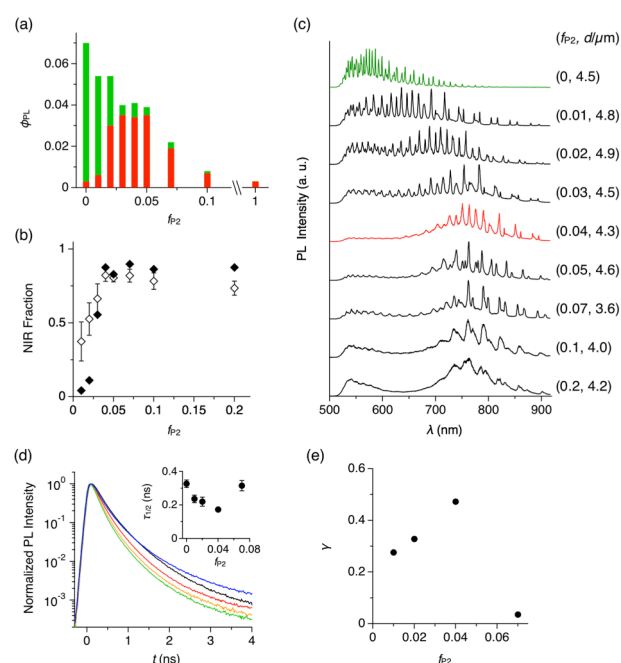 (a)
ϕPL
0.06
0.04
0.02
0
0
0.05
0.1
1
fP2
(b)
NIR Fraction
1
0.5
0
0
0.05
0.1
0.15
0.2
fP2
(c)
PL Intensity (a. u.)
(fP2, d/μm)
(0, 4.5)
(0.01, 4.8)
(0.02, 4.9)
(0.03, 4.5)
(0.04, 4.3)
(0.05, 4.6)
(0.07, 3.6)
(0.1, 4.0)
(0.2, 4.2)
500
600
700
800
900
λ (nm)
(d)
Normalized PL Intensity
10⁰
10⁻¹
10⁻²
10⁻³
0
1
2
3
4
t (ns)
τ1/2 (ns)
0.4
0.2
0
0
0.04
0.08
fP2
(e)
γ
0.6
0.3
0
0
0.02
0.04
0.06
fP2